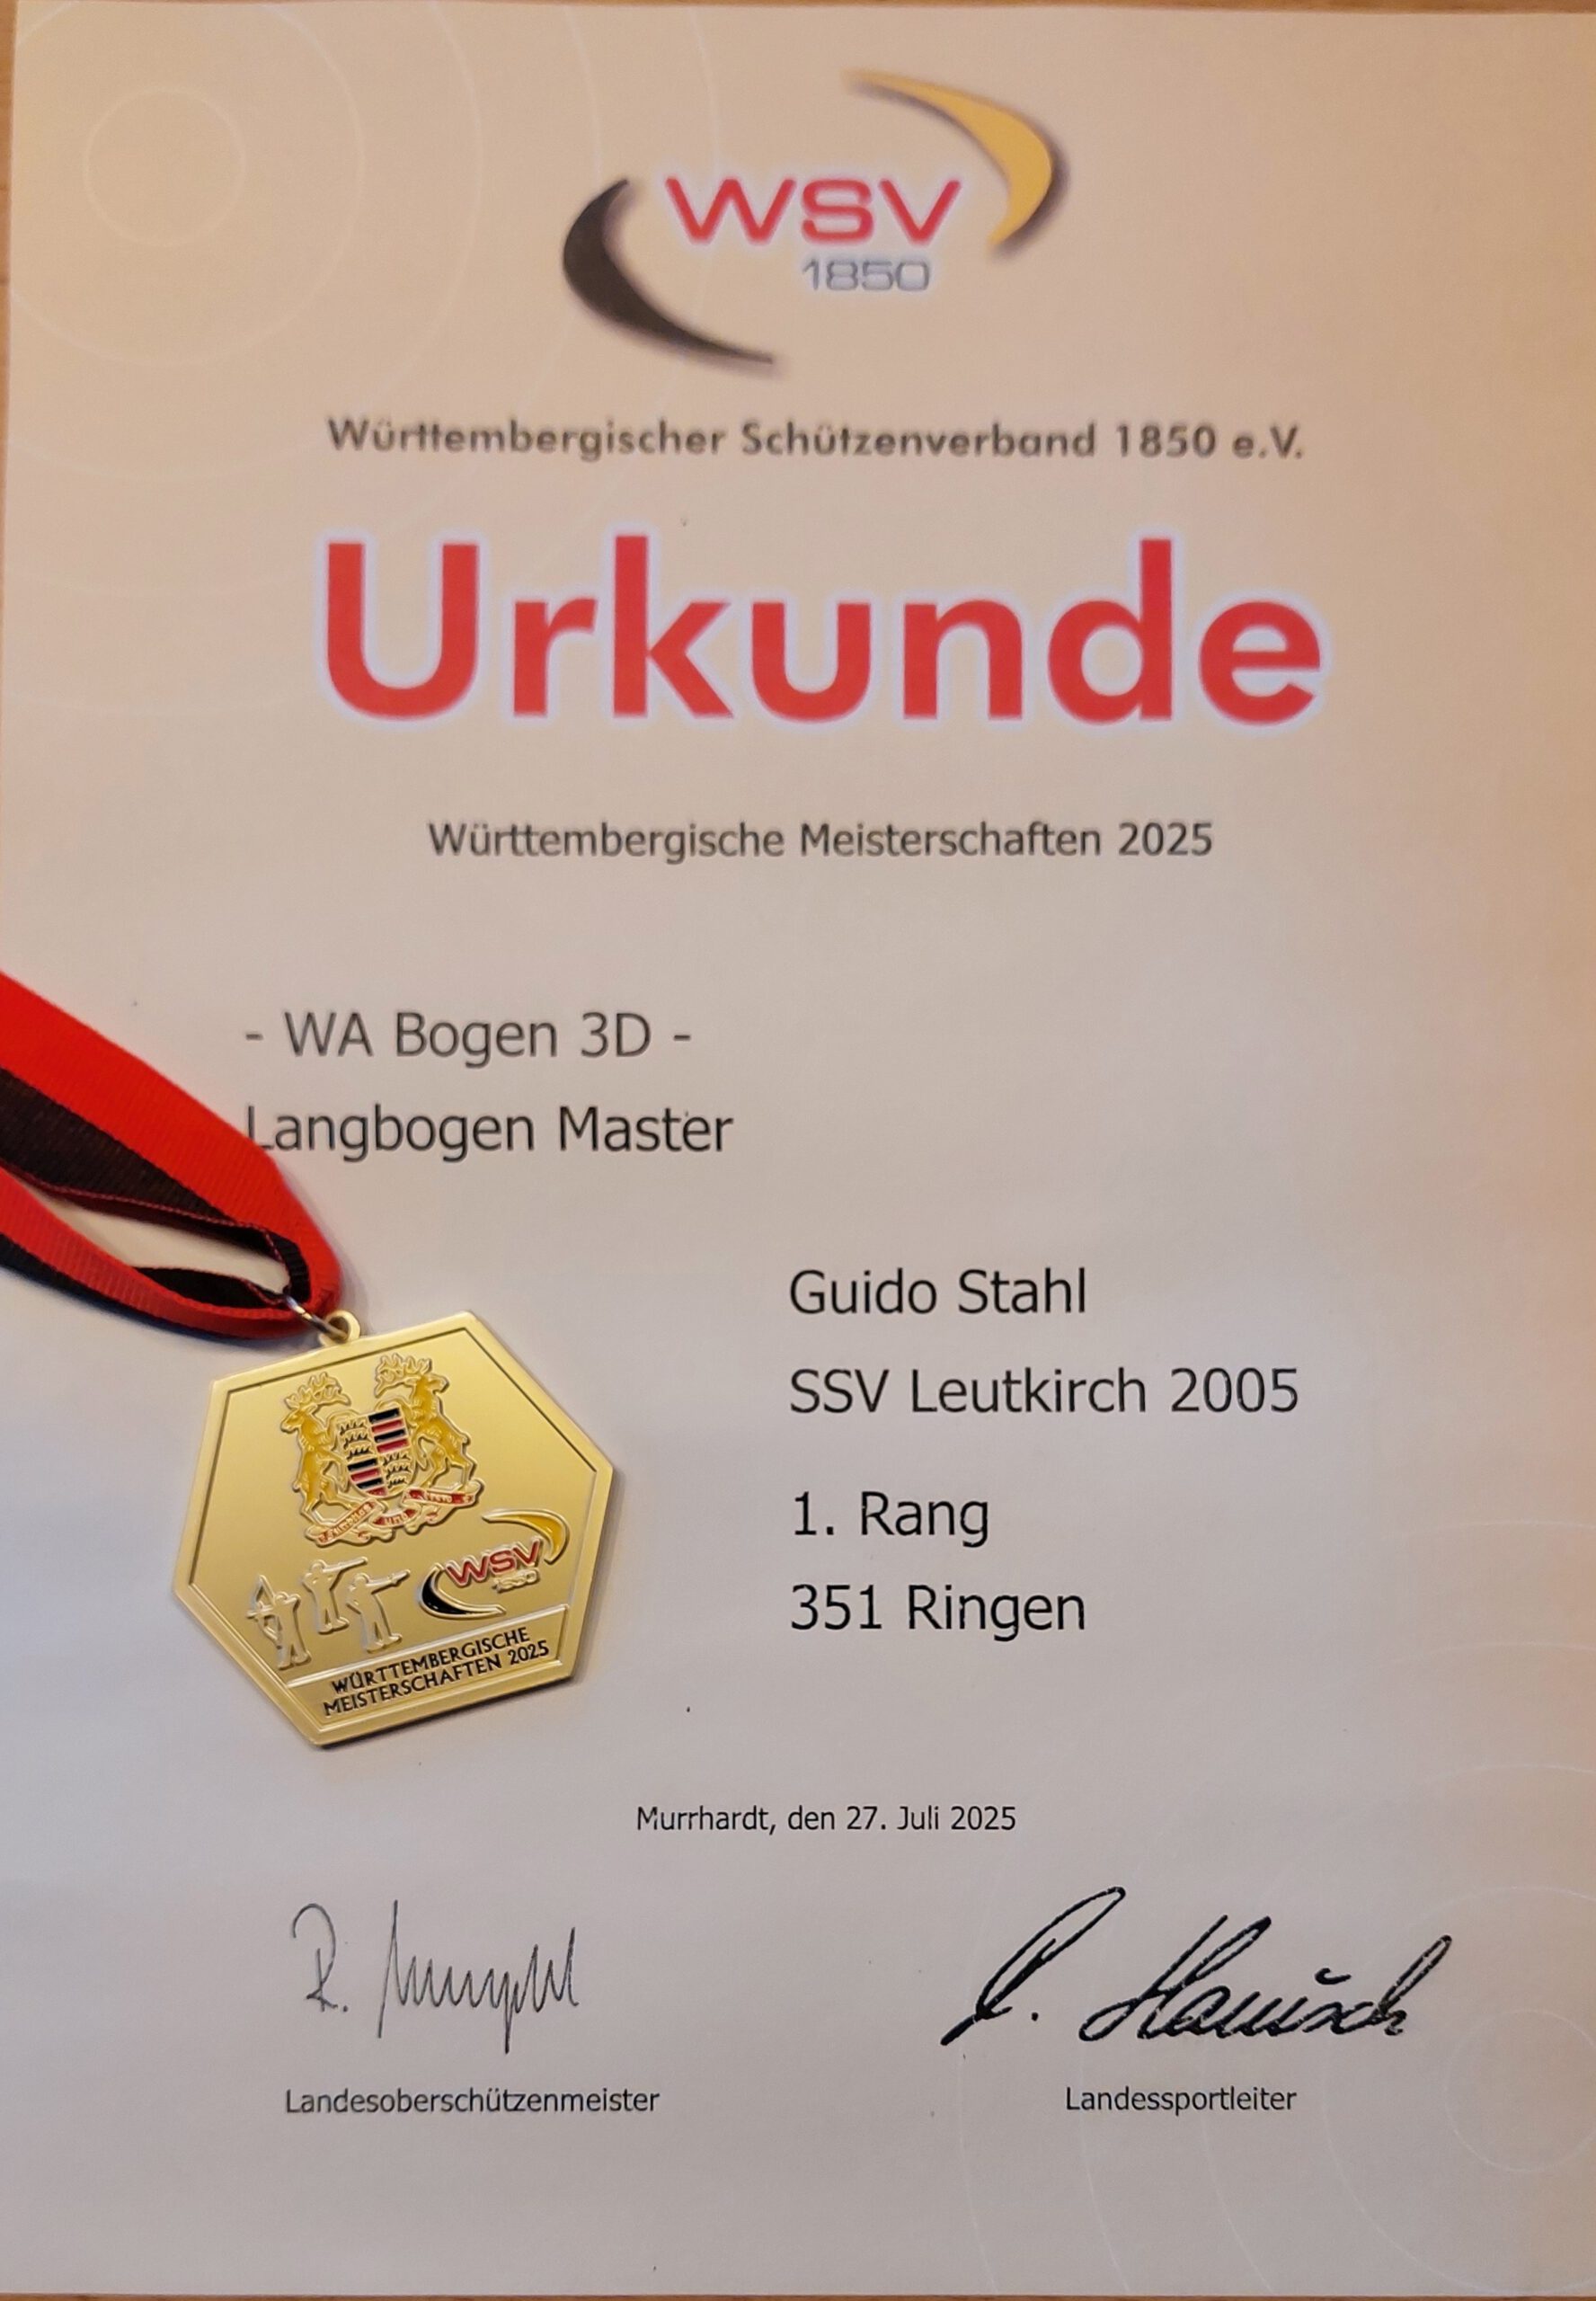 WSV
1850
Württembergischer Schützenverband 1850 e.V.
Urkunde
Württembergische Meisterschaften 2025
- WA Bogen 3D -
Langbogen Master
Guido Stahl
SSV Leutkirch 2005
1. Rang
351 Ringen
WSV
1850
WÜRTTEMBERGISCHE
MEISTERSCHAFTEN 2025
Murrhardt, den 27. Juli 2025
Landesoberschützenmeister
Landessportleiter